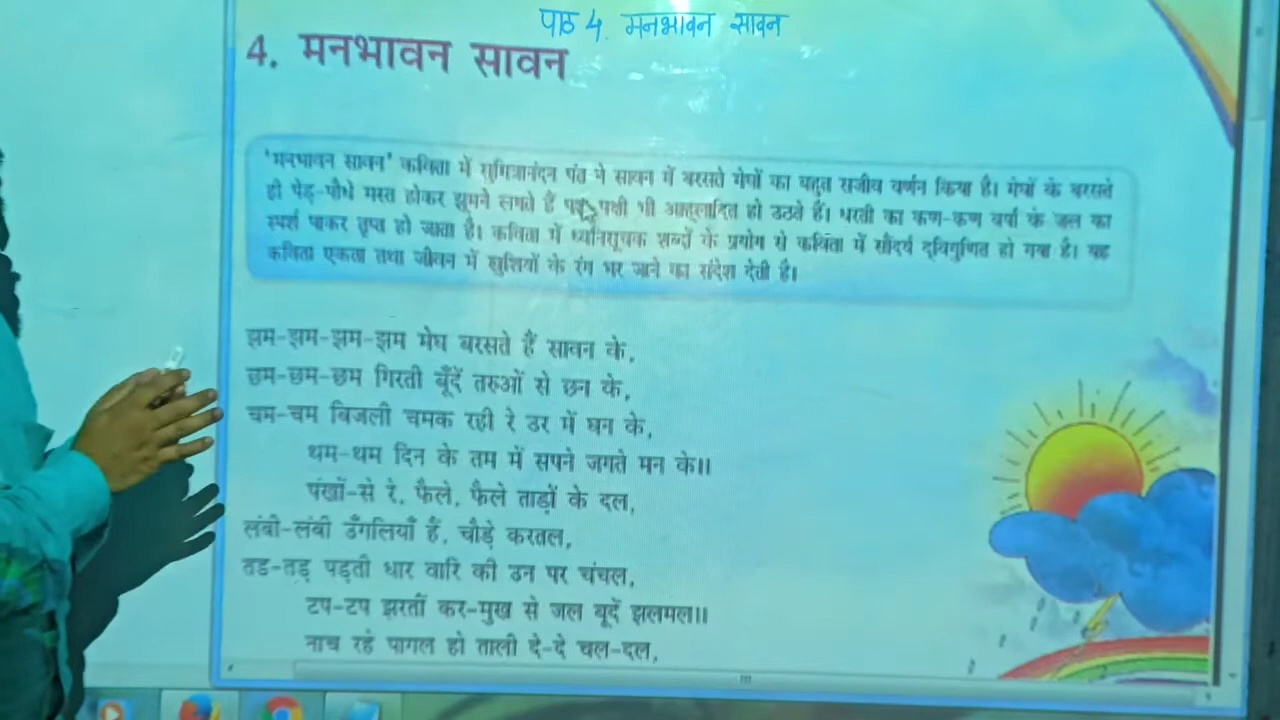 पाठ 4. मनभावन सावन
4. मनभावन सावन
'मनभावन सावन' कविता में सुमित्रानंदन पंत ने सावन में बरसते मेघों का बहुत सजीव वर्णन किया है। मेघों के बरसते
ही पेड़-पौधे मस्त होकर झूमने लगते हैं पशु-पक्षी भी आह्लादित हो उठते हैं। धरती का कण-कण वर्षा के जल का
स्पर्श पाकर तृप्त हो जाता है। कविता में ध्वनिसूचक शब्दों के प्रयोग से कविता में सौंदर्य द्विगुणित हो गया है। यह
कविता एकता तथा जीवन में खुशियों के रंग भर जाने का संदेश देती है।
झम-झम-झम-झम मेघ बरसते हैं सावन के,
छम-छम-छम गिरती बूँदें तरुओं से छन के,
चम-चम बिजली चमक रही रे उर में घन के,
थम-थम दिन के तम में सपने जगते मन के॥
पंखों-से रे, फैले, फैले ताड़ों के दल,
लंबी-लंबी उँगलियाँ हैं, चौड़े करतल,
तड़-तड़ पड़ती धार वारि की उन पर चंचल,
टप-टप झरतीं कर-मुख से जल बूँदें झलमल॥
नाच रहे पागल हो ताली दे-दे चल-दल,